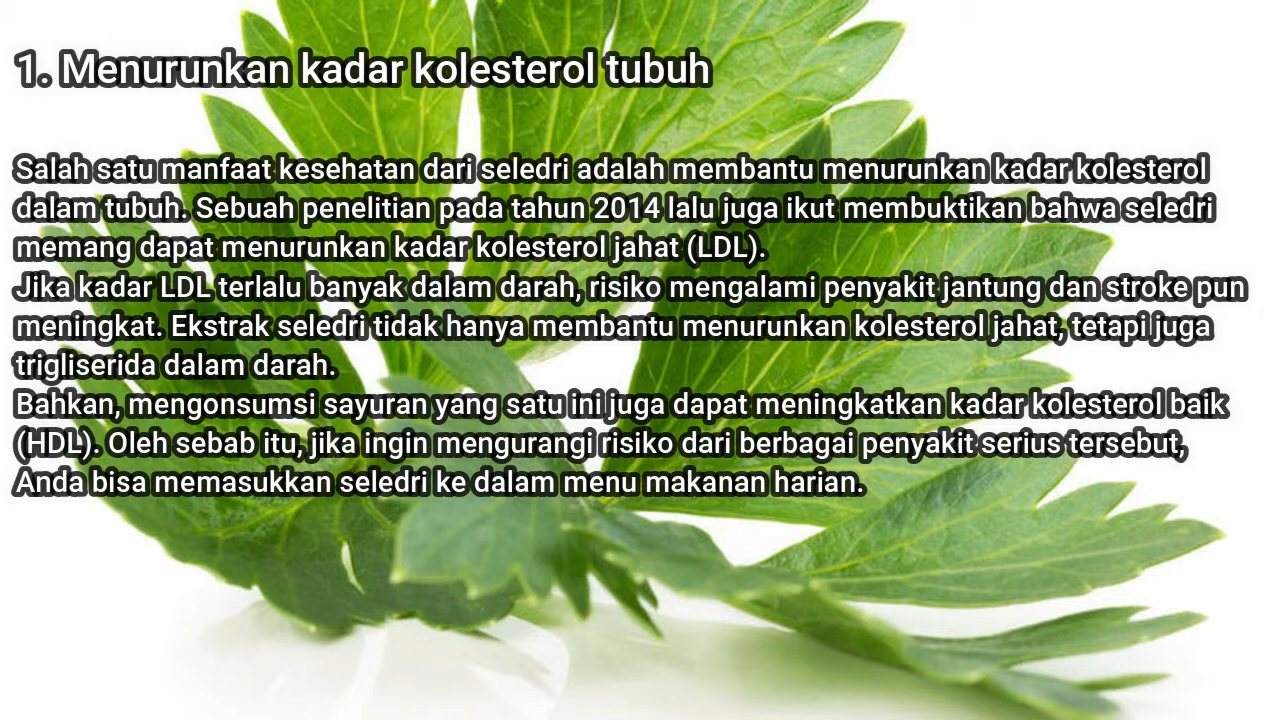 1. Menurunkan kadar kolesterol tubuh
Salah satu manfaat kesehatan dari seledri adalah membantu menurunkan kadar kolesterol
dalam tubuh. Sebuah penelitian pada tahun 2014 lalu juga ikut membuktikan bahwa seledri
memang dapat menurunkan kadar kolesterol jahat (LDL).
Jika kadar LDL terlalu banyak dalam darah, risiko mengalami penyakit jantung dan stroke pun
meningkat. Ekstrak seledri tidak hanya membantu menurunkan kolesterol jahat, tetapi juga
trigliserida dalam darah.
Bahkan, mengonsumsi sayuran yang satu ini juga dapat meningkatkan kadar kolesterol baik
(HDL). Oleh sebab itu, jika ingin mengurangi risiko dari berbagai penyakit serius tersebut,
Anda bisa memasukkan seledri ke dalam menu makanan harian.